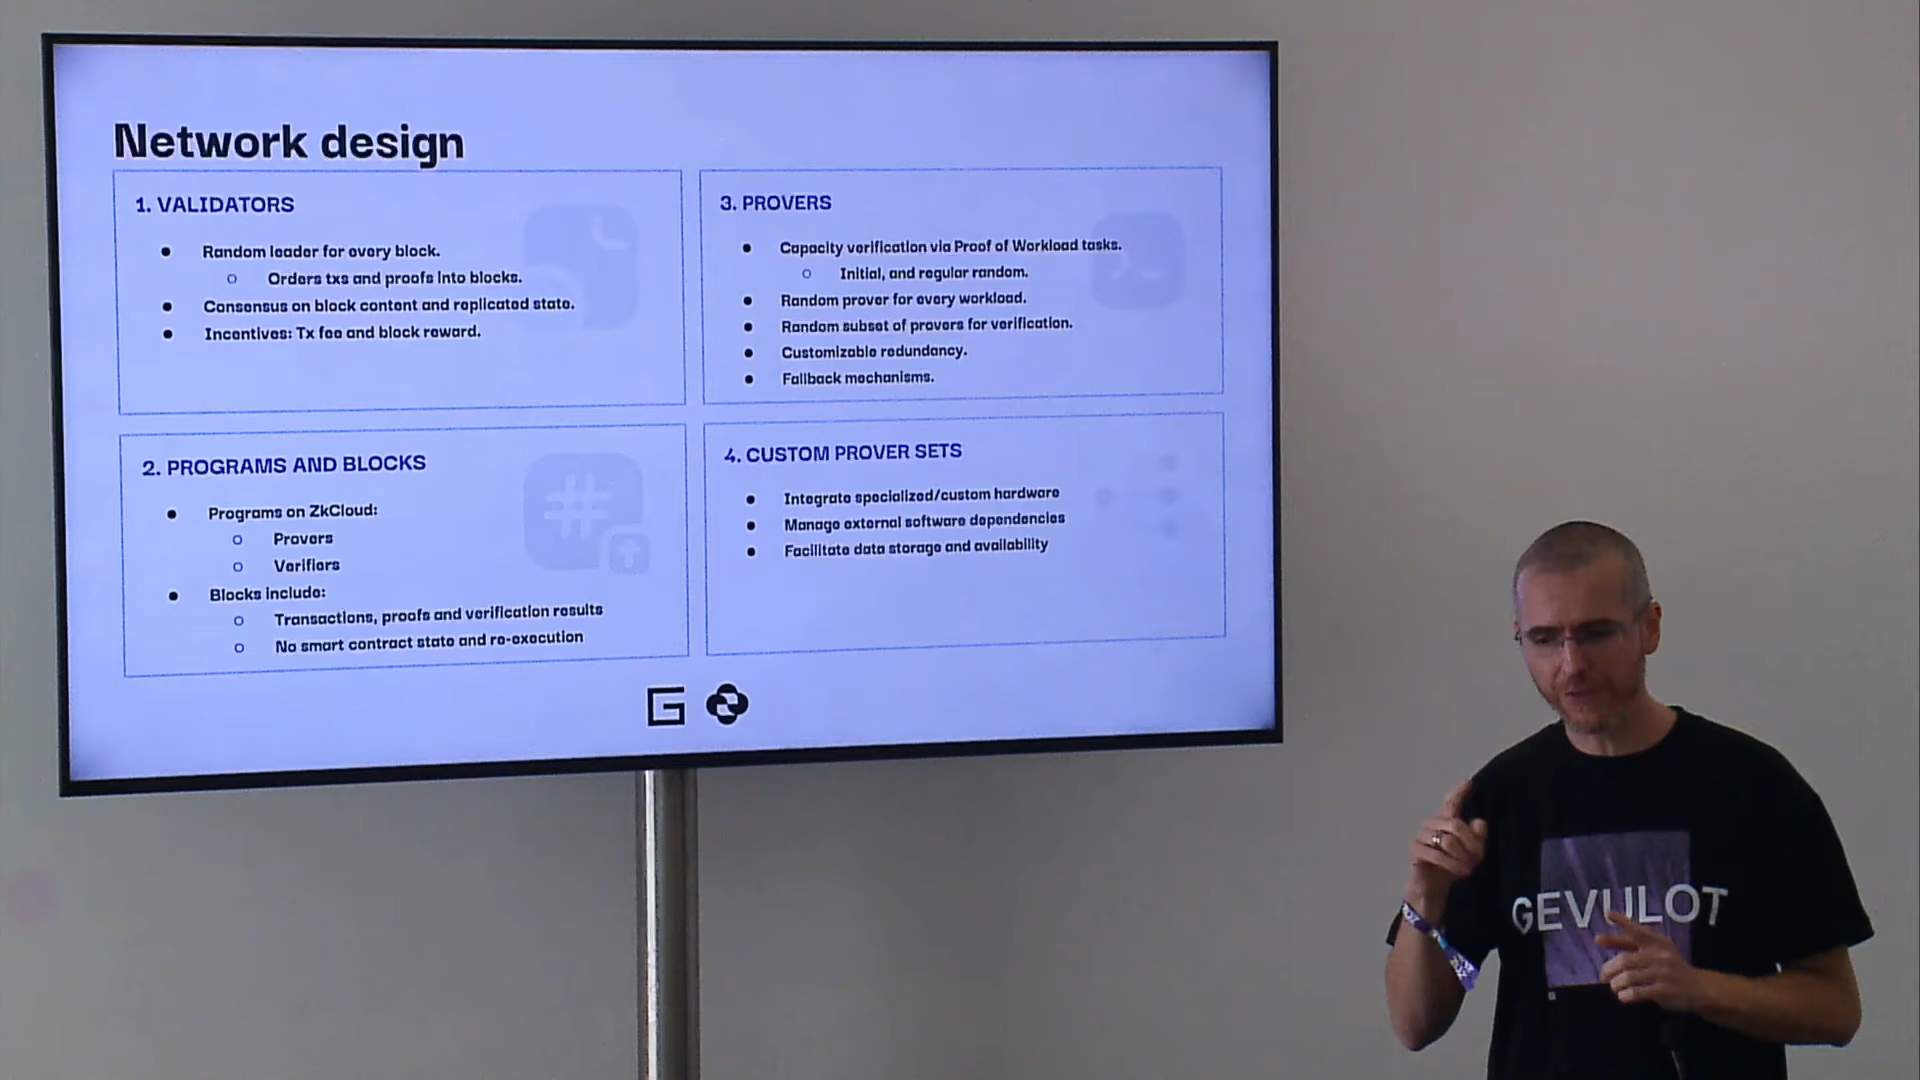 Network design
1. VALIDATORS
● Random leader for every block.
○ Orders txs and proofs into blocks.
● Consensus on block content and replicated state.
● Incentives: Tx fee and block reward.
2. PROGRAMS AND BLOCKS
● Programs on ZkCloud:
○ Provers
○ Verifiers
● Blocks include:
○ Transactions, proofs and verification results
○ No smart contract state and re-execution
3. PROVERS
● Capacity verification via Proof of Workload tasks.
○ Initial, and regular random.
● Random prover for every workload.
● Random subset of provers for verification.
● Customizable redundancy.
● Fallback mechanisms.
4. CUSTOM PROVER SETS
● Integrate specialized/custom hardware
● Manage external software dependencies
● Facilitate data storage and availability
GEVULOT